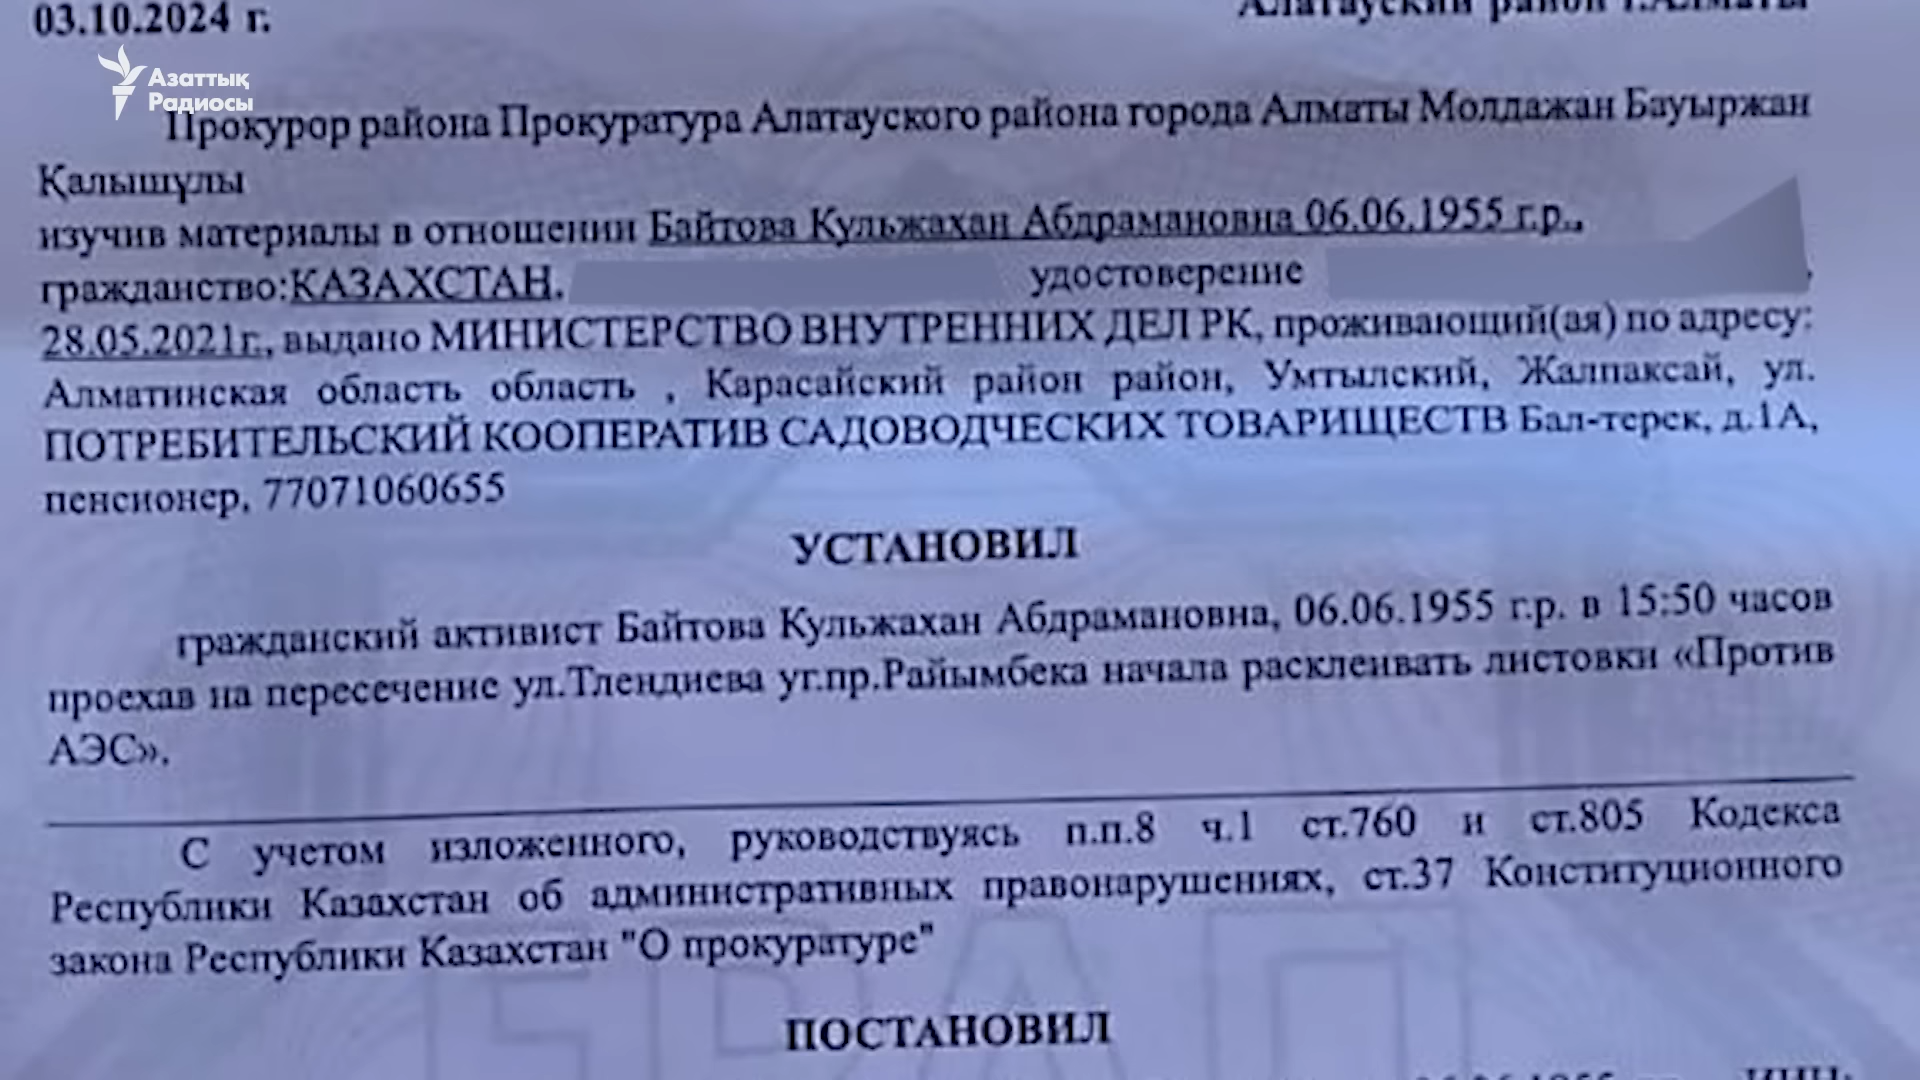 03.10.2024 г.
Алатауский район г.Алматы
Азаттық
Радиосы
Прокурор района Прокуратура Алатауского района города Алматы Молдажан Бауыржан
Қалышұлы
изучив материалы в отношении Байтова Кульжахан Абдрамановна 06.06.1955 г.р.,
гражданство:КАЗАХСТАН, удостоверение ,
28.05.2021г., выдано МИНИСТЕРСТВО ВНУТРЕННИХ ДЕЛ РК, проживающий(ая) по адресу:
Алматинская область область , Карасайский район район, Умтылский, Жалпаксай, ул.
ПОТРЕБИТЕЛЬСКИЙ КООПЕРАТИВ САДОВОДЧЕСКИХ ТОВАРИЩЕСТВ Бал-терек, д.1А,
пенсионер, 77071060655
УСТАНОВИЛ
гражданский активист Байтова Кульжахан Абдрамановна, 06.06.1955 г.р. в 15:50 часов
проехав на пересечение ул.Тлендиева уг.пр.Райымбека начала расклеивать листовки «Против
АЭС».
С учетом изложенного, руководствуясь п.п.8 ч.1 ст.760 и ст.805 Кодекса
Республики Казахстан об административных правонарушениях, ст.37 Конституционного
закона Республики Казахстан "О прокуратуре"
ПОСТАНОВИЛ